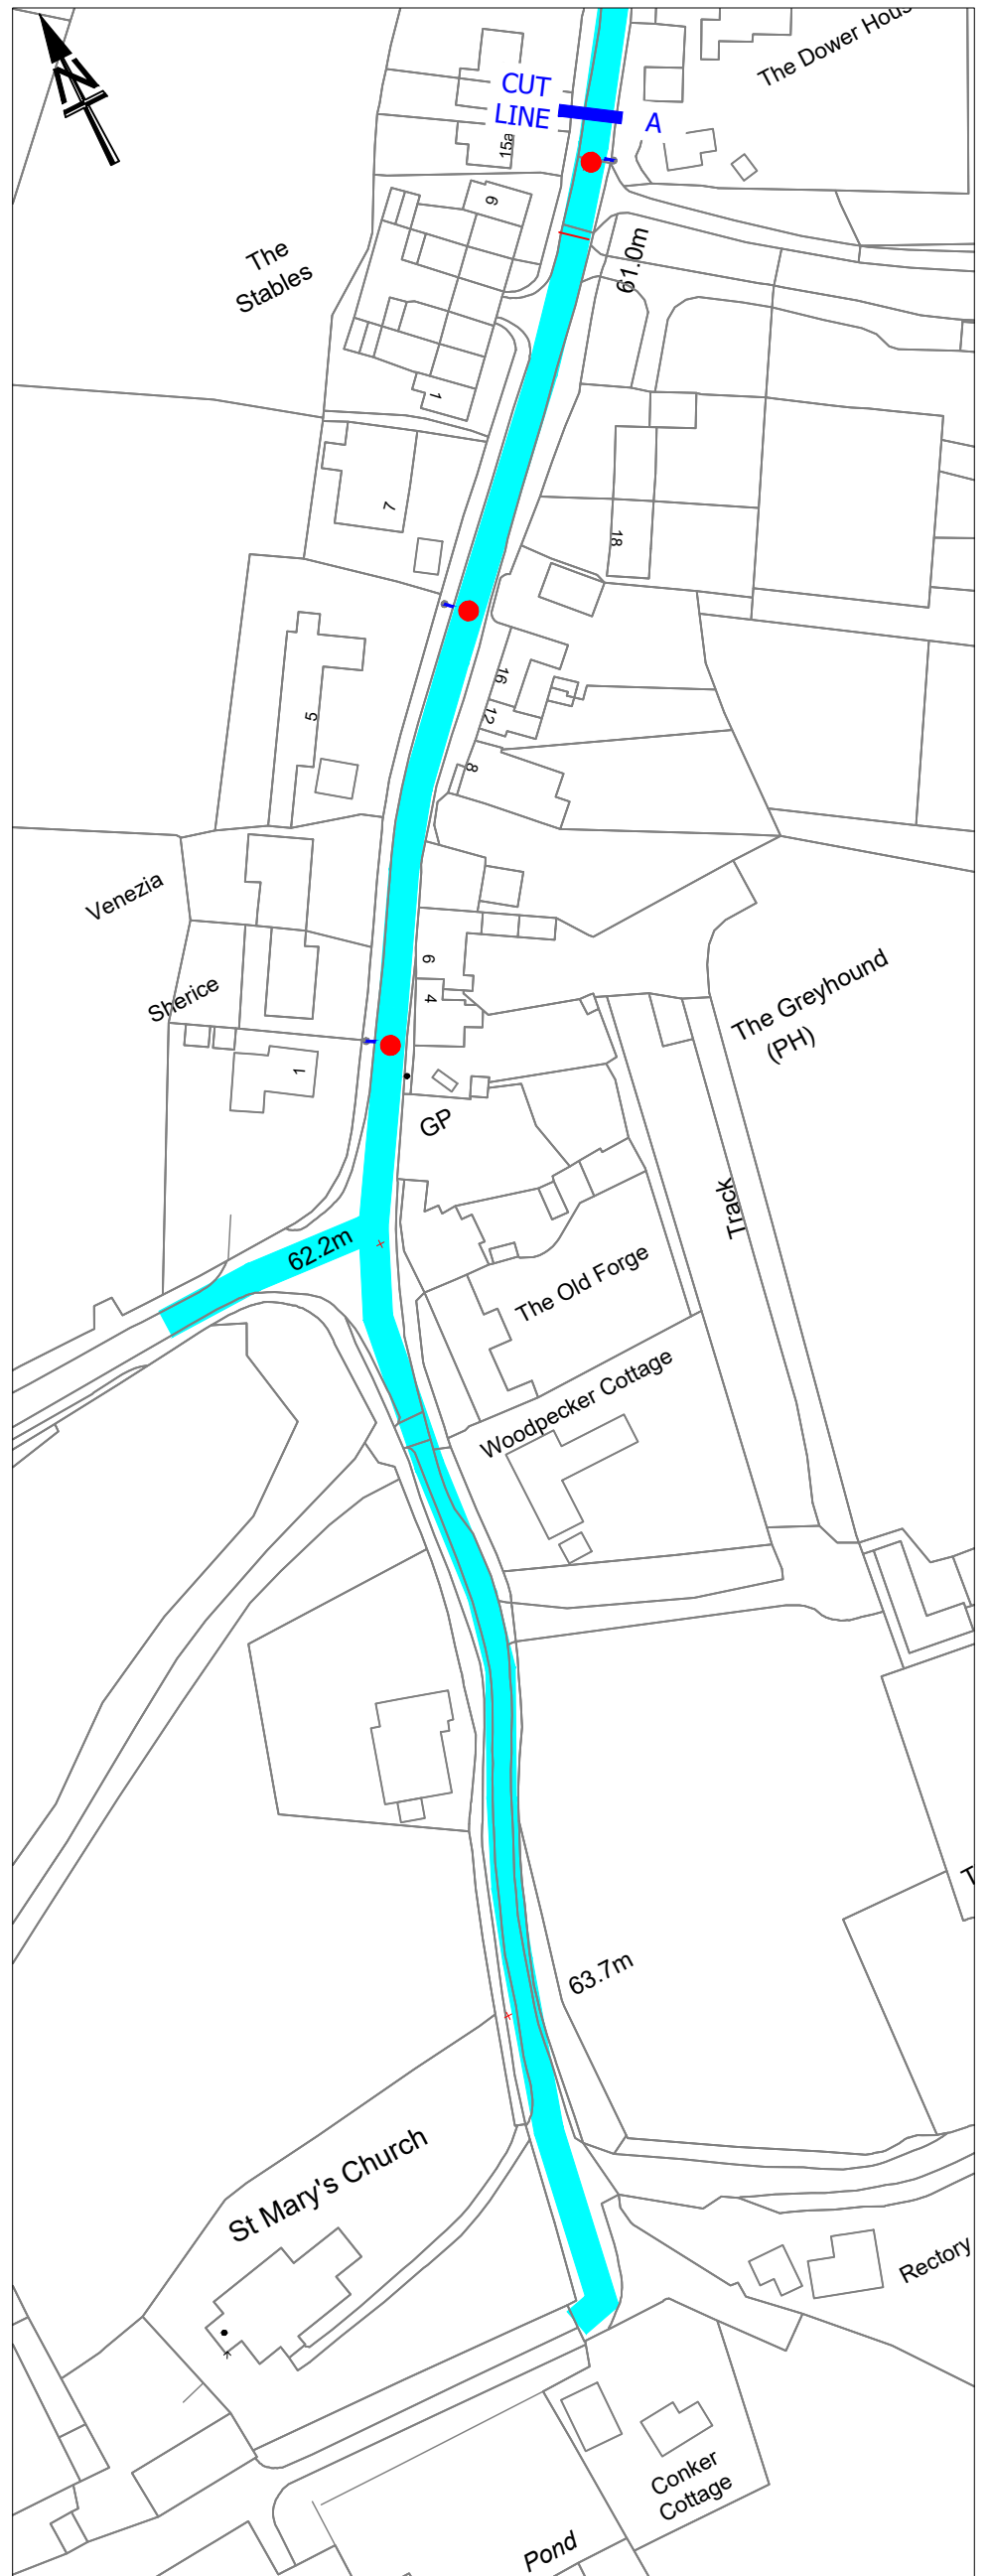 The Dower Hous
N
CUT
LINE
A
15a
9
The
Stables
61.0m
1
7
18
16
12
5
8
Venezia
6
The Greyhound
(PH)
Sherice
4
1
GP
Track
62.2m
The Old Forge
Woodpecker Cottage
T
63.7m
St Mary's Church
Rectory
Conker
Cottage
Pond